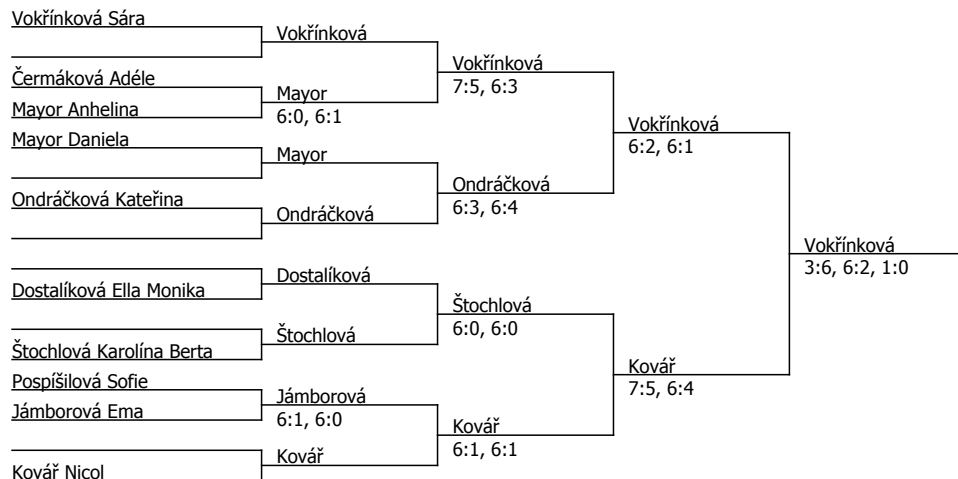 Vokřínková Sára
Čermáková Adéle
Mayor Anhelina
Mayor Daniela
Ondráčková Kateřina
Dostalíková Ella Monika
Štochlová Karolína Berta
Pospíšilová Sofie
Jámborová Ema
Kovář Nicol
Vokřínková
Mayor
6:0, 6:1
Mayor
Ondráčková
Dostalíková
Štochlová
Jámborová
6:1, 6:0
Kovář
Vokřínková
7:5, 6:3
Ondráčková
6:3, 6:4
Štochlová
6:0, 6:0
Kovář
6:1, 6:1
Vokřínková
6:2, 6:1
Kovář
7:5, 6:4
Vokřínková
3:6, 6:2, 1:0